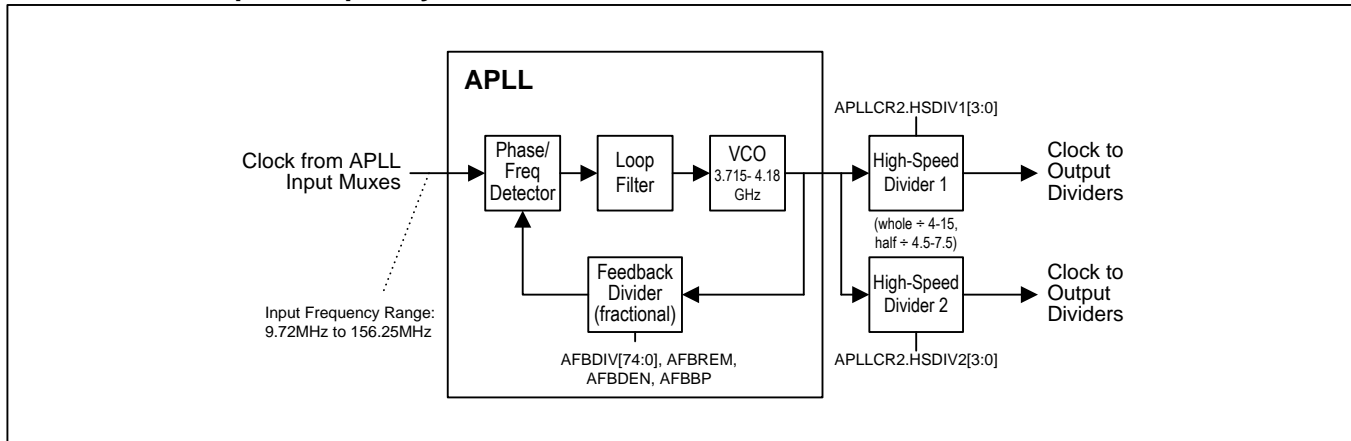 APLL
APLLCR2.HSDIV1[3:0]
Clock from APLL
Input Muxes
Phase/
Freq
Detector
Loop
Filter
VCO
3.715- 4.18
GHz
High-Speed
Divider 1
Clock to
Output
Dividers
(whole ÷ 4-15,
half ÷ 4.5-7.5)
Feedback
Divider
(fractional)
High-Speed
Divider 2
Clock to
Output
Dividers
Input Frequency Range:
9.72MHz to 156.25MHz
AFBDIV[74:0], AFBREM,
AFBDEN, AFBBP
APLLCR2.HSDIV2[3:0]